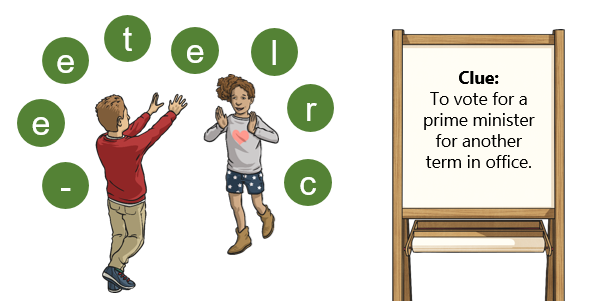 - e e t e l r c
Clue:
To vote for a
prime minister
for another
term in office.